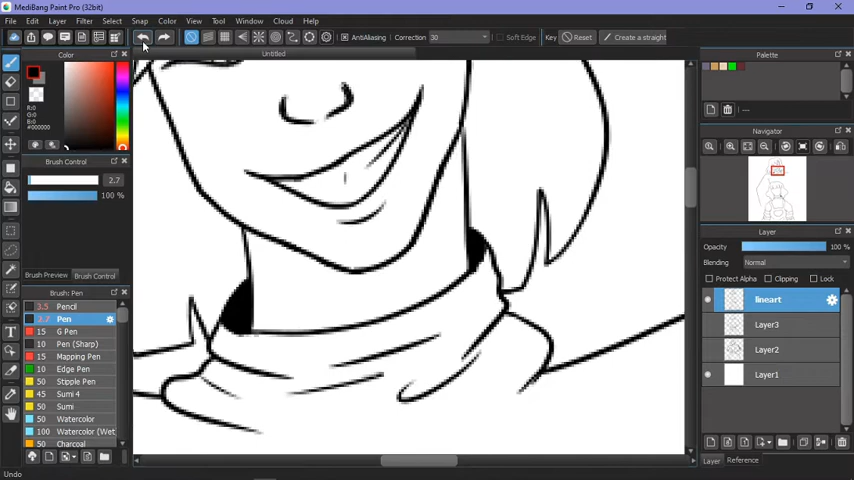 MediBang Paint Pro (32bit)
File Edit Layer Filter Select Snap Color View Tool Window Cloud Help
AntiAliasing Correction 30 Soft Edge Key Reset Create a straight
Untitled
Color
R:0
G:0
B:0
#000000
Brush Control
2.7
100 %
Brush Preview Brush Control
Brush: Pen
3.5 Pencil
2.7 Pen
15 G Pen
10 Pen (Sharp)
15 Mapping Pen
10 Edge Pen
50 Stipple Pen
45 Sumi 4
50 Sumi
50 Watercolor
100 Watercolor (Wet
50 Charcoal
Undo
Palette
---
Navigator
Layer
Opacity 100 %
Blending Normal
Protect Alpha Clipping Lock
lineart
Layer3
Layer2
Layer1
Layer Reference